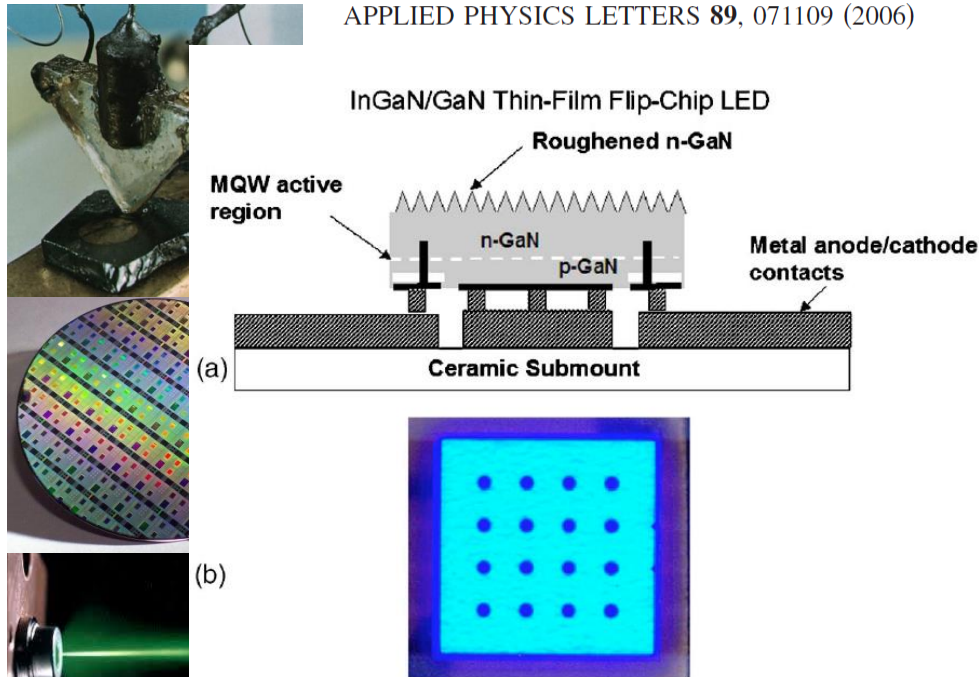 APPLIED PHYSICS LETTERS 89, 071109 (2006)
InGaN/GaN Thin-Film Flip-Chip LED
Roughened n-GaN
MQW active
region
n-GaN
p-GaN
Metal anode/cathode
contacts
(a)
Ceramic Submount
(b)